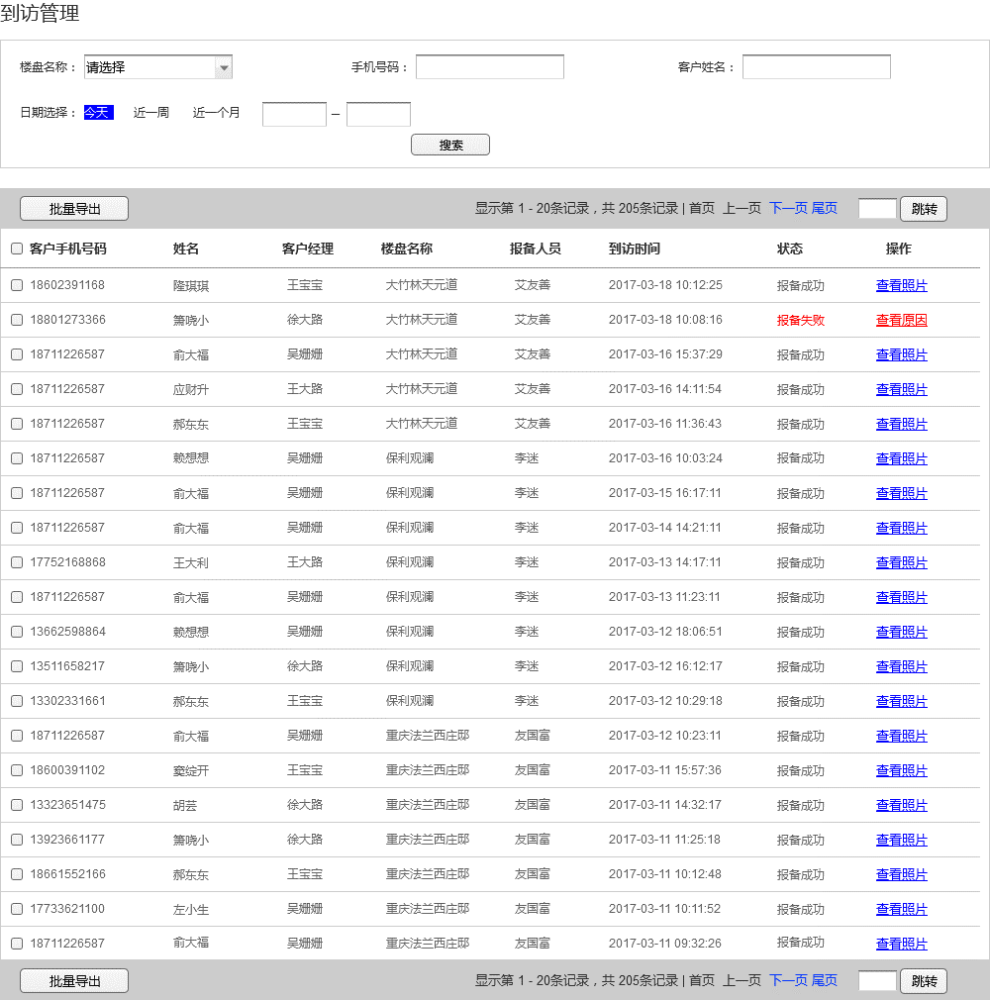 到访管理
楼盘名称： 请选择 手机号码： 客户姓名：
日期选择： 今天 近一周 近一个月 –
搜索
批量导出 显示第 1 - 20条记录，共 205条记录 | 首页 上一页 下一页 尾页 跳转
客户手机号码 姓名 客户经理 楼盘名称 报备人员 到访时间 状态 操作
18602391168 隆琪琪 王宝宝 大竹林天元道 艾友善 2017-03-18 10:12:25 报备成功 查看照片
18801273366 箫晓小 徐大路 大竹林天元道 艾友善 2017-03-18 10:08:16 报备失败 查看原因
18711226587 俞大福 吴姗姗 大竹林天元道 艾友善 2017-03-16 15:37:29 报备成功 查看照片
18711226587 应财升 王大路 大竹林天元道 艾友善 2017-03-16 14:11:54 报备成功 查看照片
18711226587 郝东东 王宝宝 大竹林天元道 艾友善 2017-03-16 11:36:43 报备成功 查看照片
18711226587 赖想想 吴姗姗 保利观澜 李迷 2017-03-16 10:03:24 报备成功 查看照片
18711226587 俞大福 吴姗姗 保利观澜 李迷 2017-03-15 16:17:11 报备成功 查看照片
18711226587 俞大福 吴姗姗 保利观澜 李迷 2017-03-14 14:21:11 报备成功 查看照片
17752168868 王大利 王大路 保利观澜 李迷 2017-03-13 14:17:11 报备成功 查看照片
18711226587 俞大福 吴姗姗 保利观澜 李迷 2017-03-13 11:23:11 报备成功 查看照片
13662598864 赖想想 吴姗姗 保利观澜 李迷 2017-03-12 18:06:51 报备成功 查看照片
13511658217 箫晓小 徐大路 保利观澜 李迷 2017-03-12 16:12:17 报备成功 查看照片
13302331661 郝东东 王宝宝 保利观澜 李迷 2017-03-12 10:29:18 报备成功 查看照片
18711226587 俞大福 吴姗姗 重庆法兰西庄邸 友国富 2017-03-12 10:23:11 报备成功 查看照片
18600391102 窦绽开 王宝宝 重庆法兰西庄邸 友国富 2017-03-11 15:57:36 报备成功 查看照片
13323651475 胡芸 徐大路 重庆法兰西庄邸 友国富 2017-03-11 14:32:17 报备成功 查看照片
13923661177 箫晓小 徐大路 重庆法兰西庄邸 友国富 2017-03-11 11:25:18 报备成功 查看照片
18661552166 郝东东 王宝宝 重庆法兰西庄邸 友国富 2017-03-11 10:12:48 报备成功 查看照片
17733621100 左小生 吴姗姗 重庆法兰西庄邸 友国富 2017-03-11 10:11:52 报备成功 查看照片
18711226587 俞大福 吴姗姗 重庆法兰西庄邸 友国富 2017-03-11 09:32:26 报备成功 查看照片
批量导出 显示第 1 - 20条记录，共 205条记录 | 首页 上一页 下一页 尾页 跳转